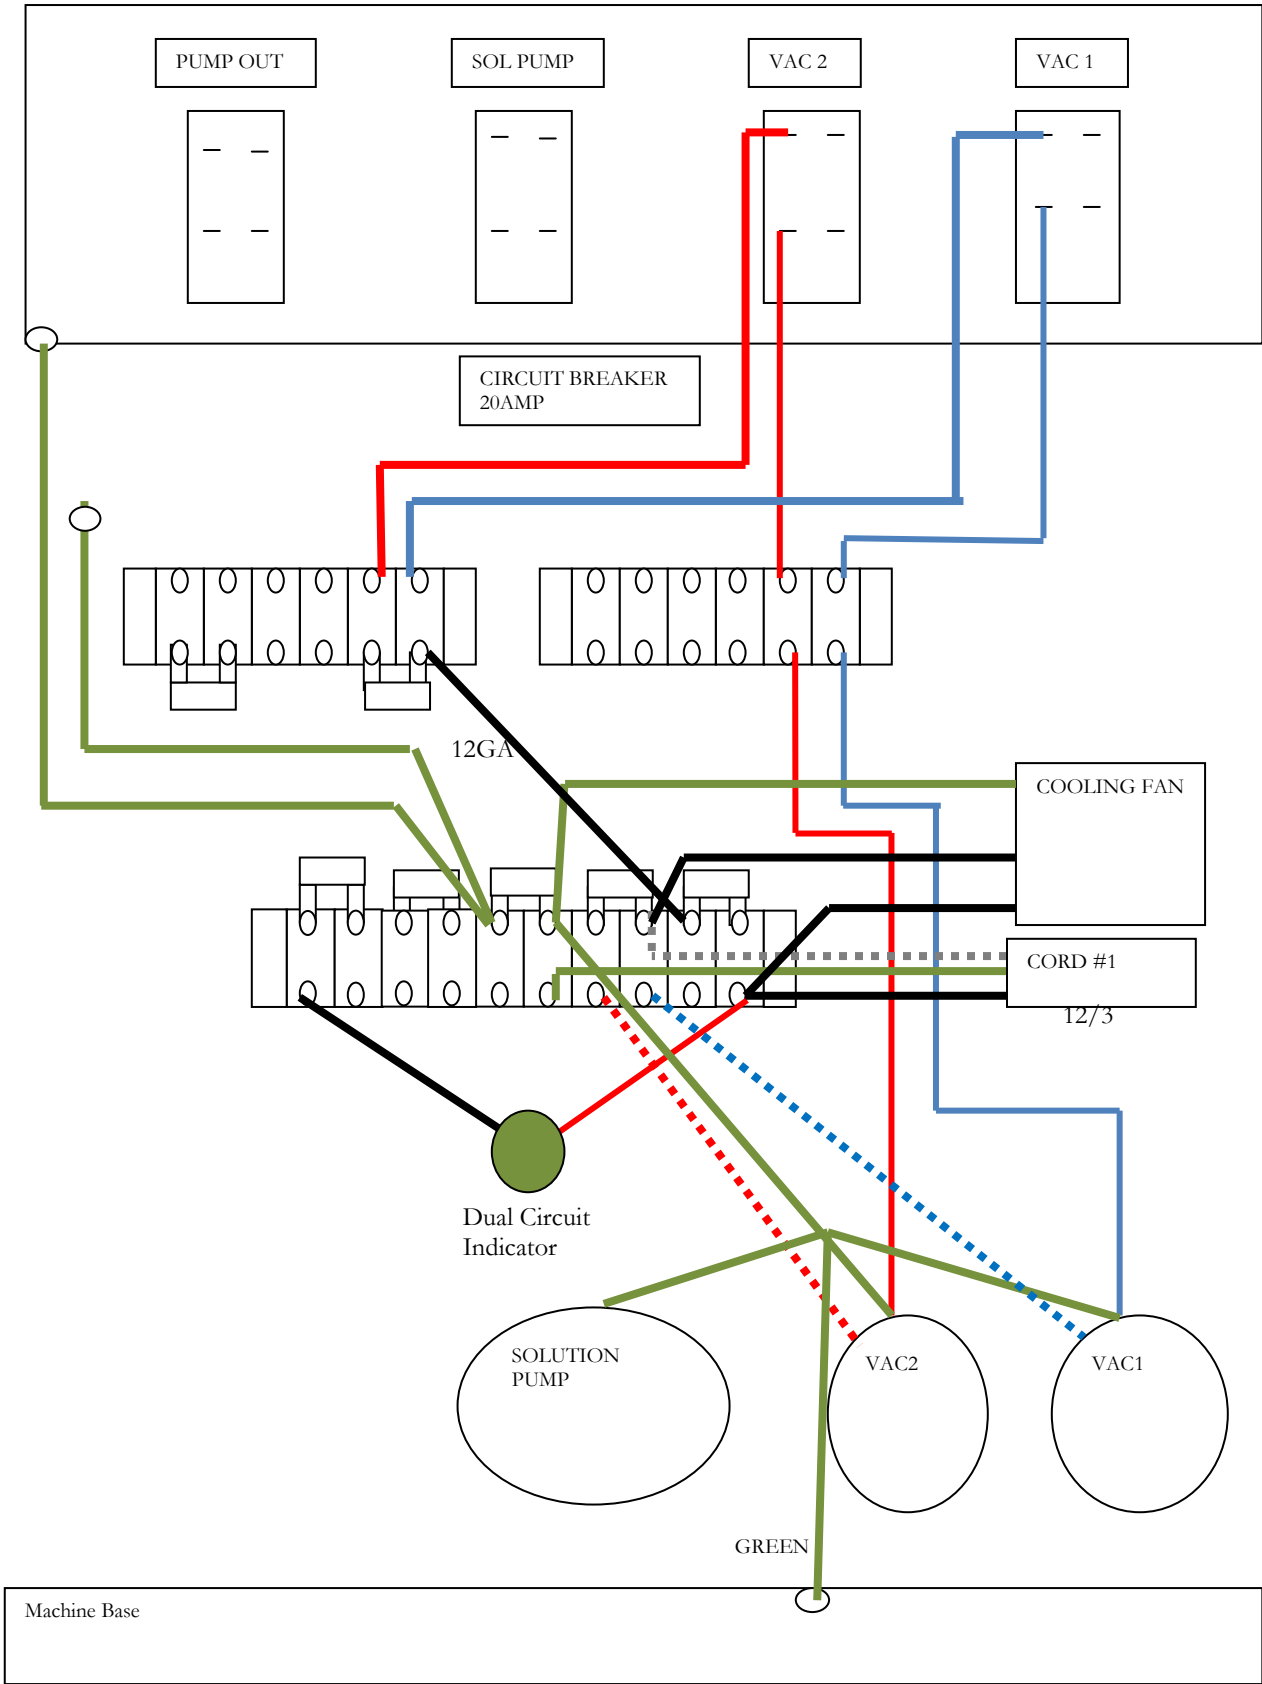 PUMP OUT
SOL PUMP
VAC 2
VAC 1
CIRCUIT BREAKER
20AMP
12GA
COOLING FAN
CORD #1
12/3
Dual Circuit
Indicator
SOLUTION
PUMP
VAC2
VAC1
GREEN
Machine Base